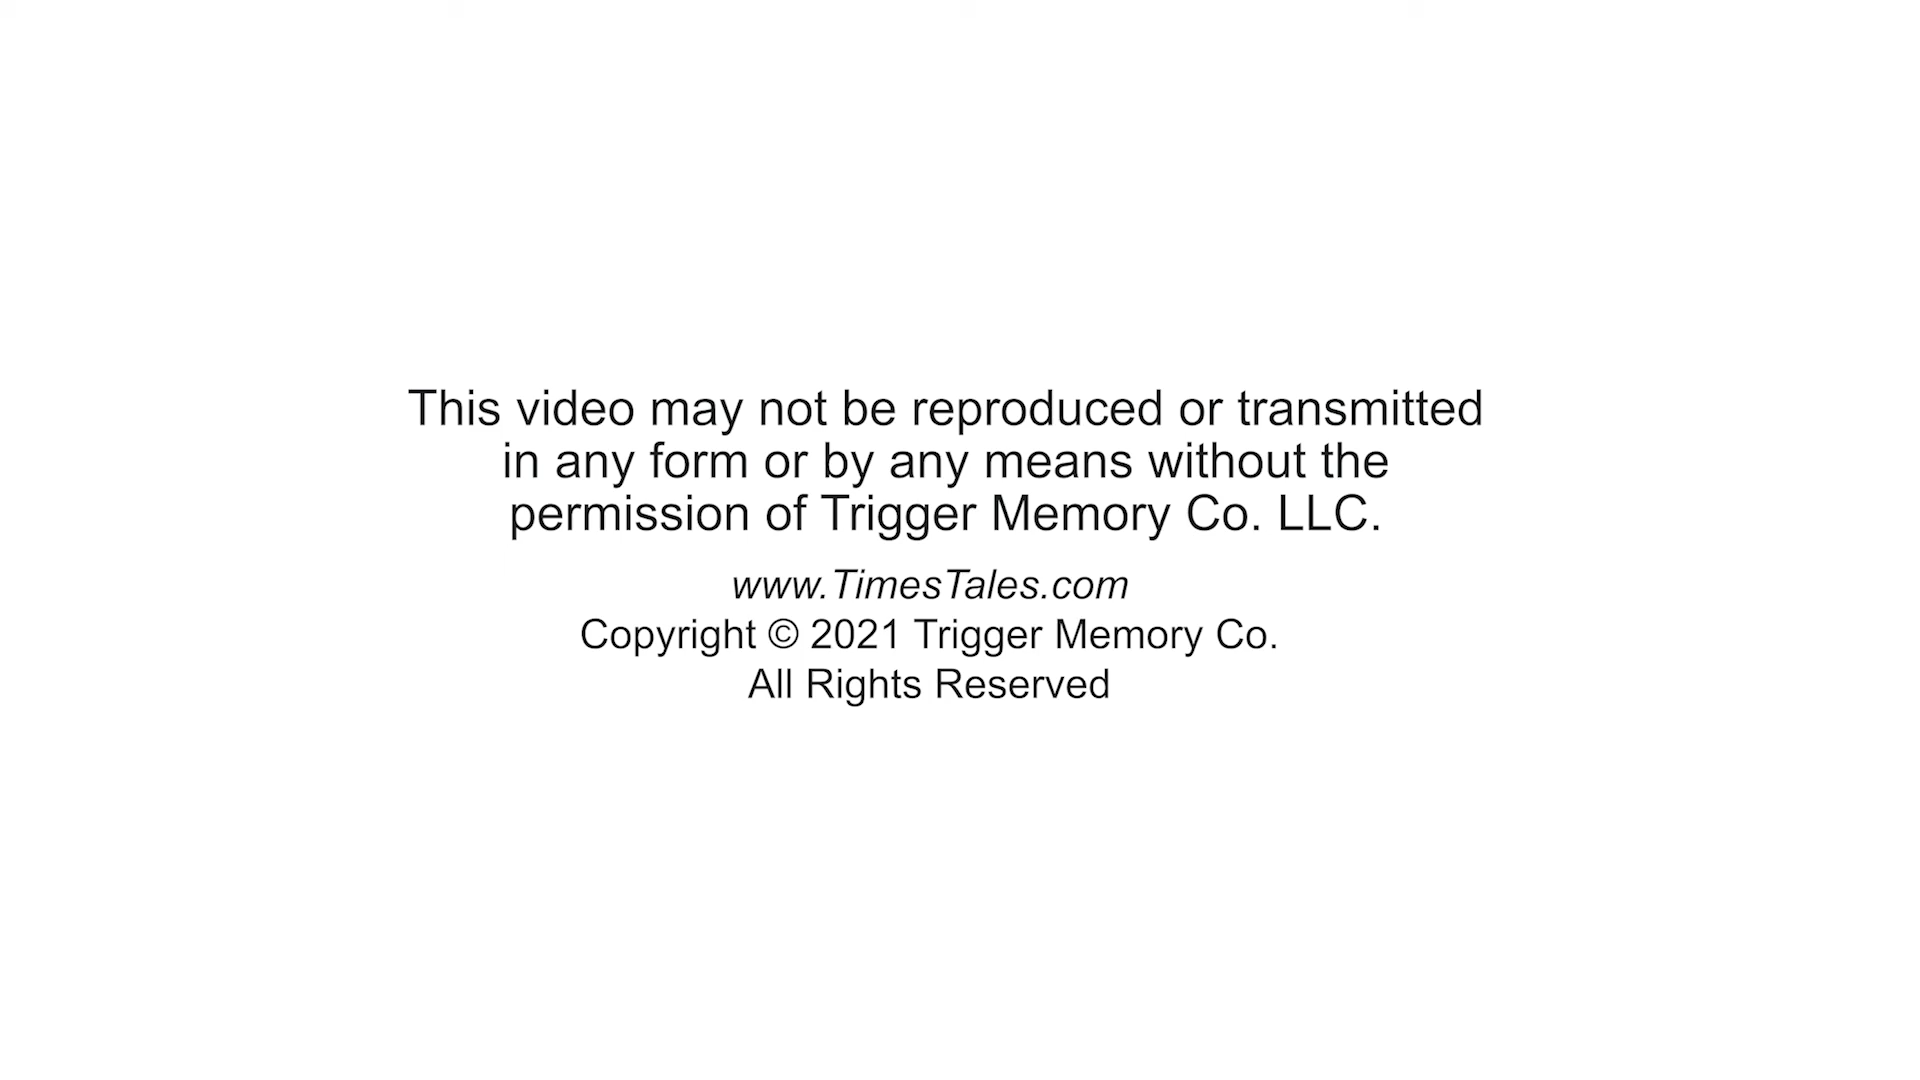 This video may not be reproduced or transmitted
in any form or by any means without the
permission of Trigger Memory Co. LLC.
www.TimesTales.com
Copyright © 2021 Trigger Memory Co.
All Rights Reserved